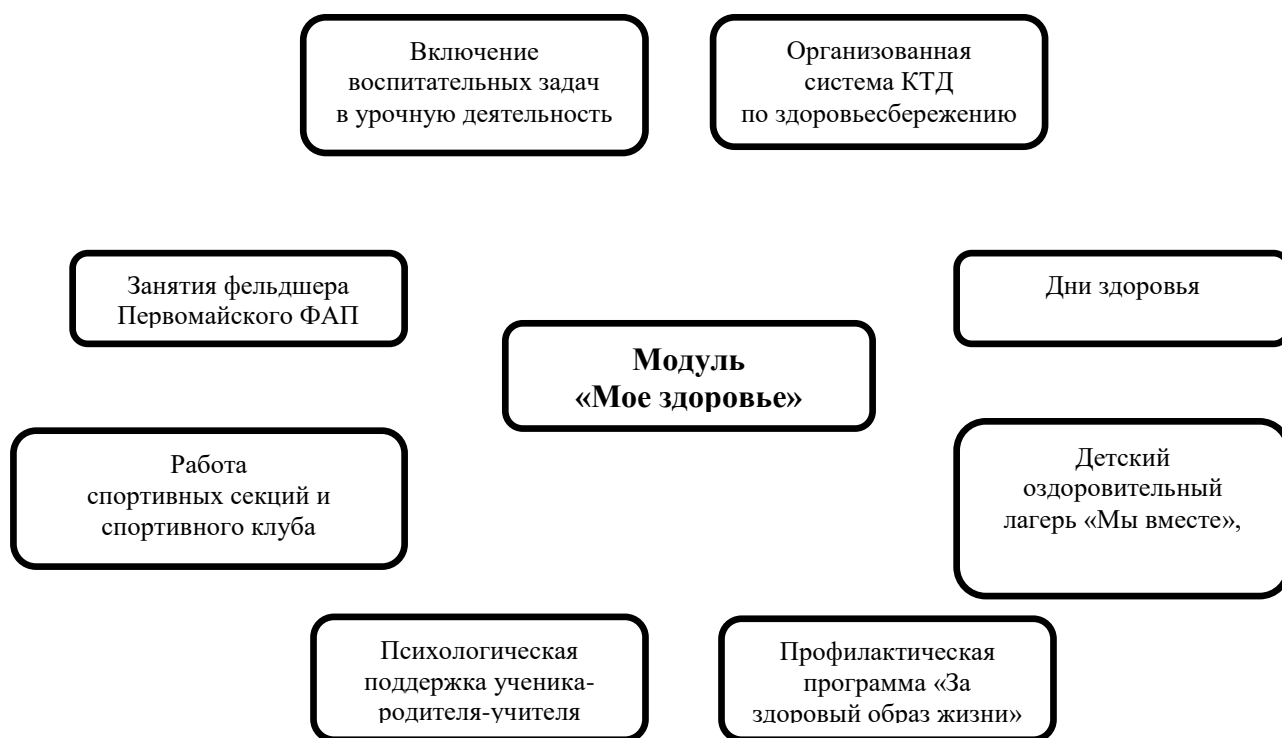 Включение
воспитательных задач
в урочную деятельность
Организованная
система КТД
по здоровьесбережению
Занятия фельдшера
Первомайского ФАП
Дни здоровья
Модуль
«Мое здоровье»
Работа
спортивных секций и
спортивного клуба
Детский
оздоровительный
лагерь «Мы вместе»,
Психологическая
поддержка ученика-
родителя-учителя
Профилактическая
программа «За
здоровый образ жизни»